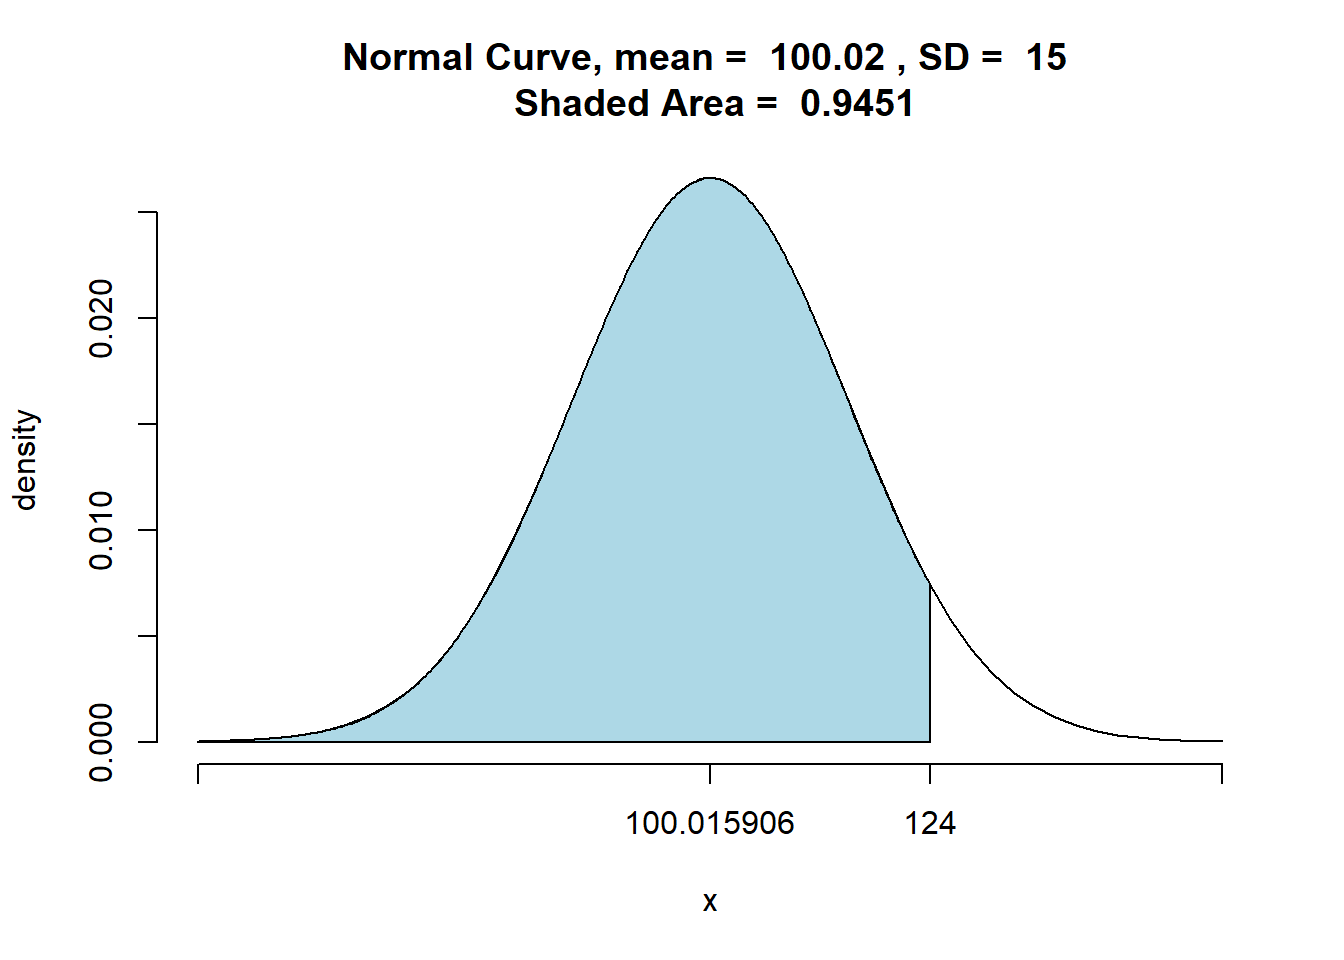 Normal Curve, mean =  100.02 , SD =  15
Shaded Area =  0.9451
density
0.020
0.010
0.000
100.015906
124
x